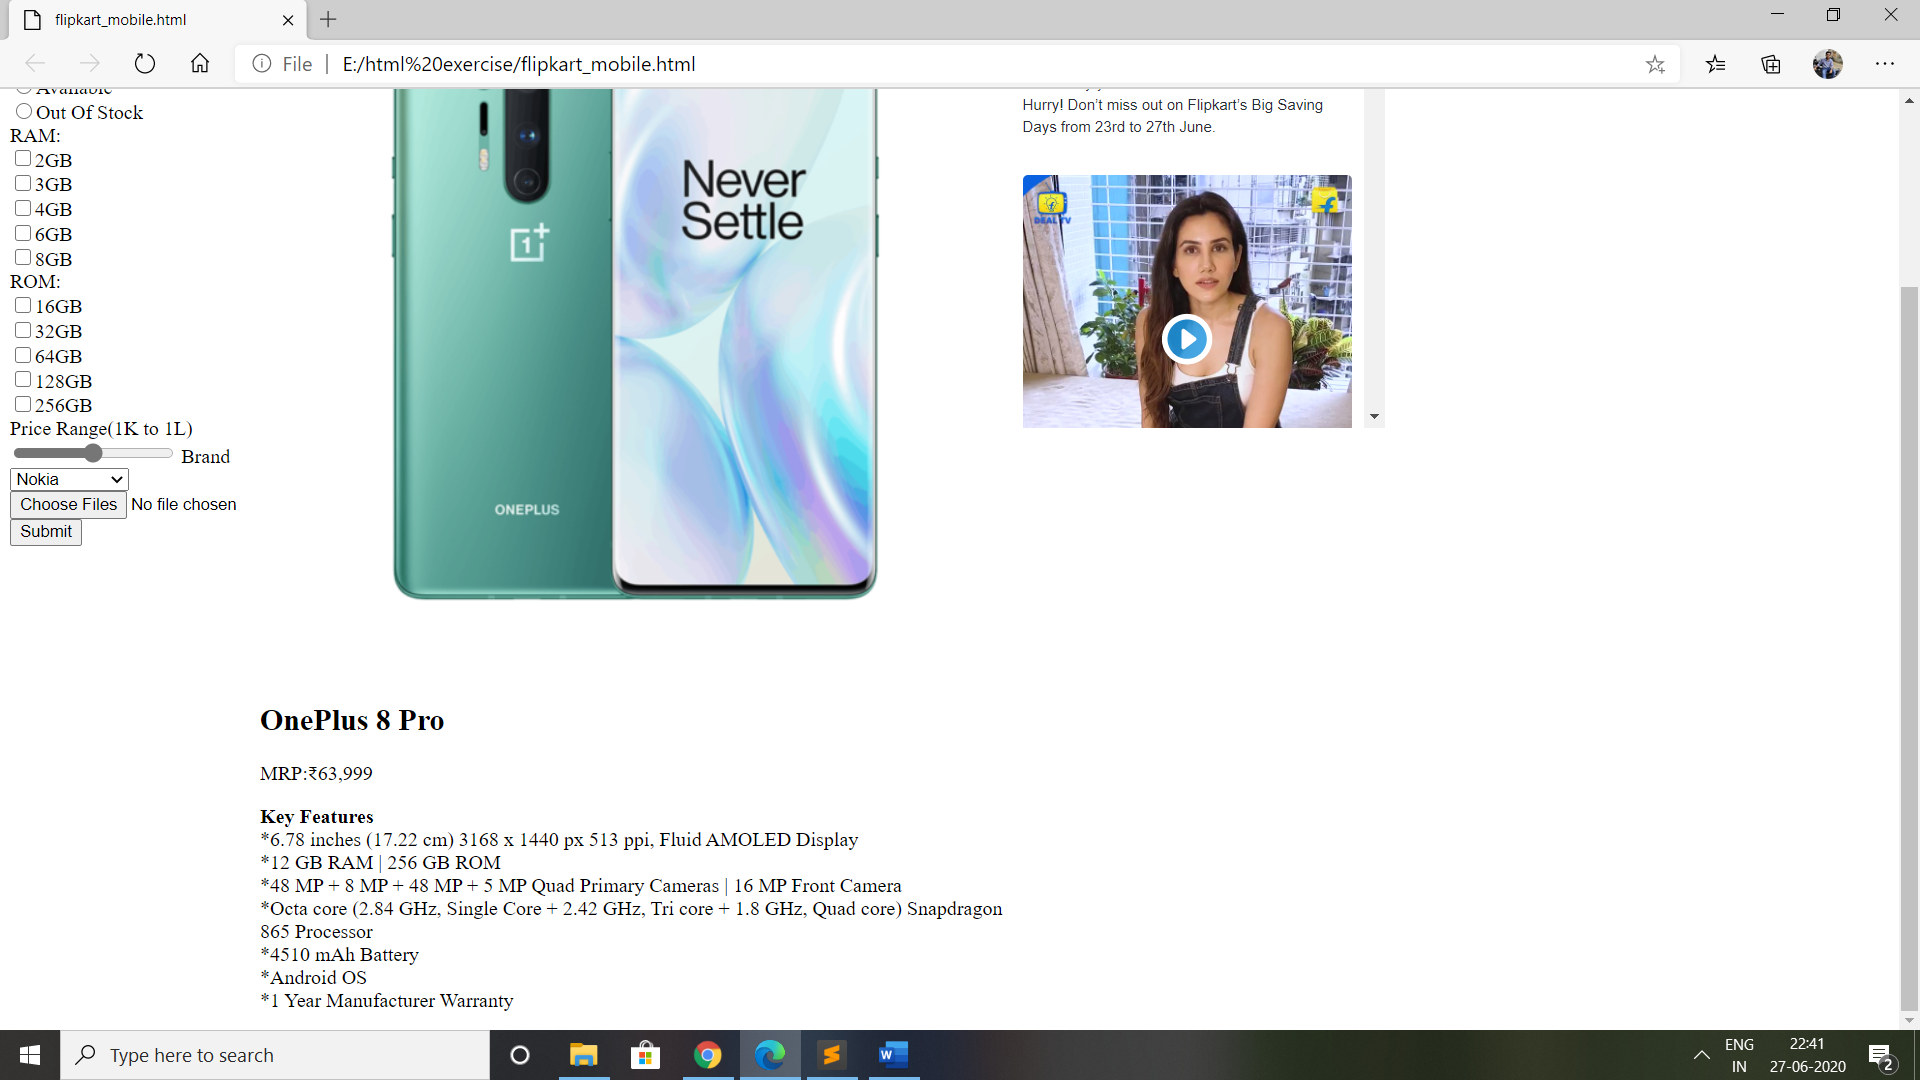 flipkart_mobile.html
File | E:/html%20exercise/flipkart_mobile.html
Available
Out Of Stock
RAM:
2GB
3GB
4GB
6GB
8GB
ROM:
16GB
32GB
64GB
128GB
256GB
Price Range(1K to 1L)
Brand
Nokia
Choose Files No file chosen
Submit
Never
Settle
1+
ONEPLUS
Hurry! Don’t miss out on Flipkart’s Big Saving
Days from 23rd to 27th June.
DEAL TV
f
OnePlus 8 Pro
MRP:₹63,999
Key Features
*6.78 inches (17.22 cm) 3168 x 1440 px 513 ppi, Fluid AMOLED Display
*12 GB RAM | 256 GB ROM
*48 MP + 8 MP + 48 MP + 5 MP Quad Primary Cameras | 16 MP Front Camera
*Octa core (2.84 GHz, Single Core + 2.42 GHz, Tri core + 1.8 GHz, Quad core) Snapdragon
865 Processor
*4510 mAh Battery
*Android OS
*1 Year Manufacturer Warranty
Type here to search
W
ENG
IN
22:41
27-06-2020
2